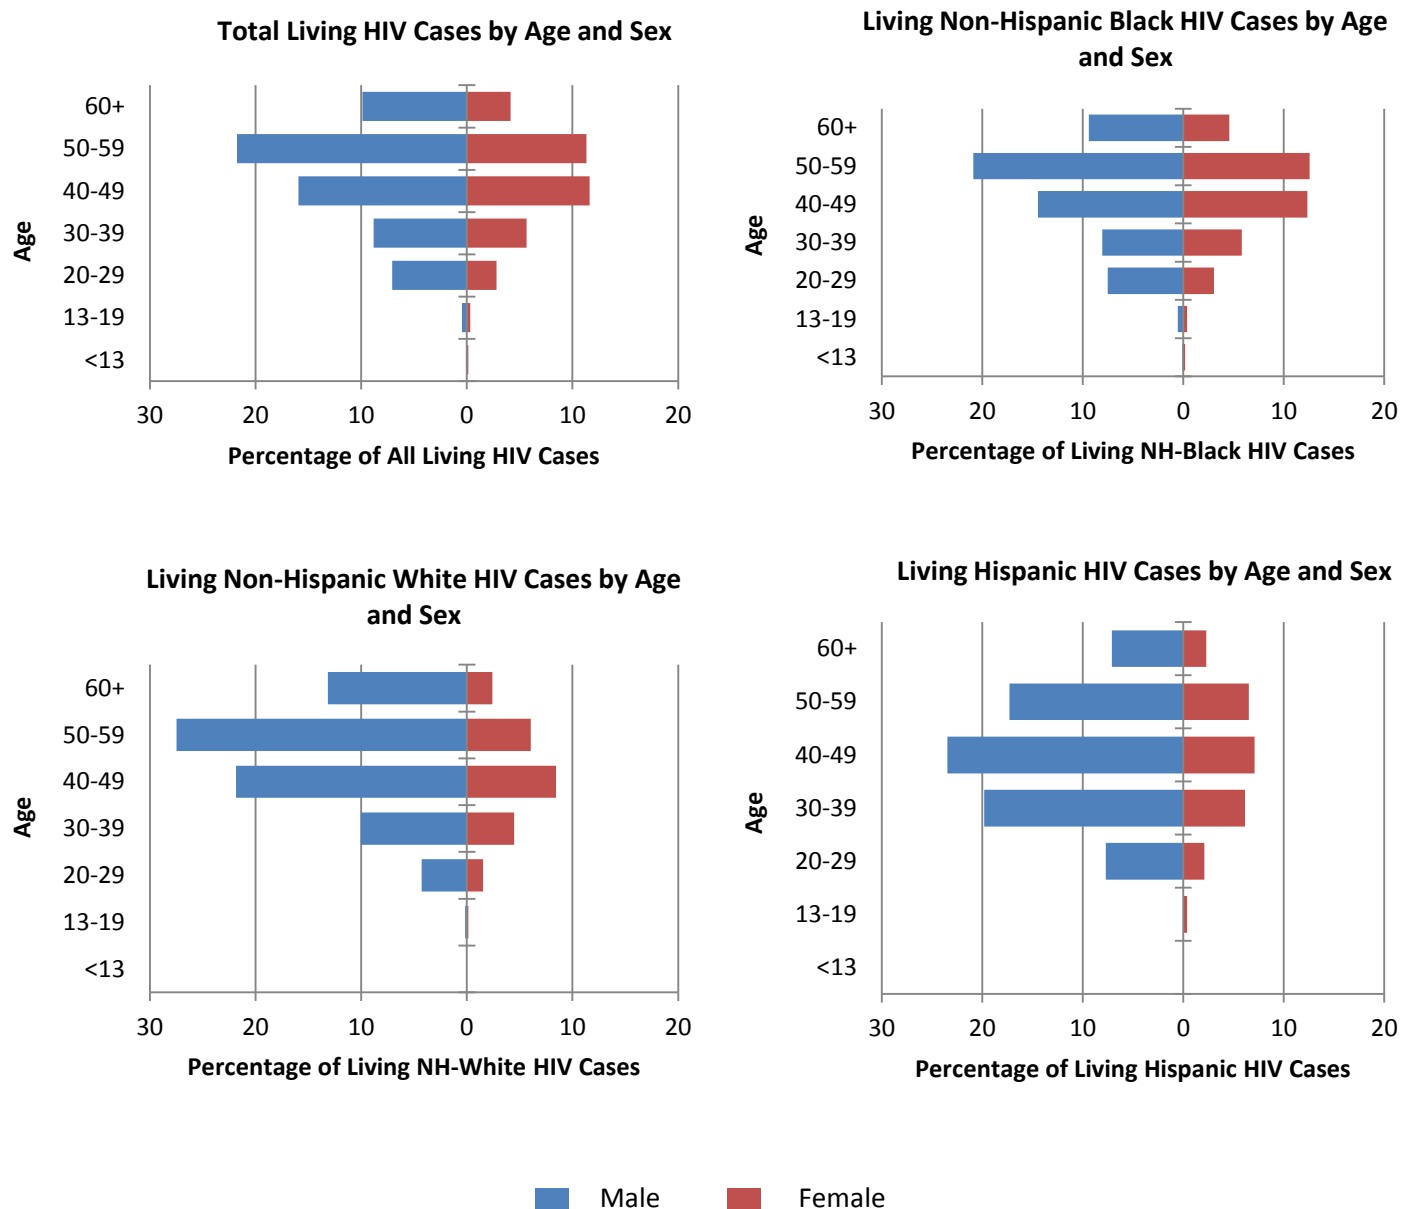 Total Living HIV Cases by Age and Sex
60+
50-59
40-49
30-39
20-29
13-19
<13
Age
30 20 10 0 10 20
Percentage of All Living HIV Cases
Living Non-Hispanic Black HIV Cases by Age
and Sex
60+
50-59
40-49
30-39
20-29
13-19
<13
Age
30 20 10 0 10 20
Percentage of Living NH-Black HIV Cases
Living Non-Hispanic White HIV Cases by Age
and Sex
60+
50-59
40-49
30-39
20-29
13-19
<13
Age
30 20 10 0 10 20
Percentage of Living NH-White HIV Cases
Living Hispanic HIV Cases by Age and Sex
60+
50-59
40-49
30-39
20-29
13-19
<13
Age
30 20 10 0 10 20
Percentage of Living Hispanic HIV Cases
Male Female